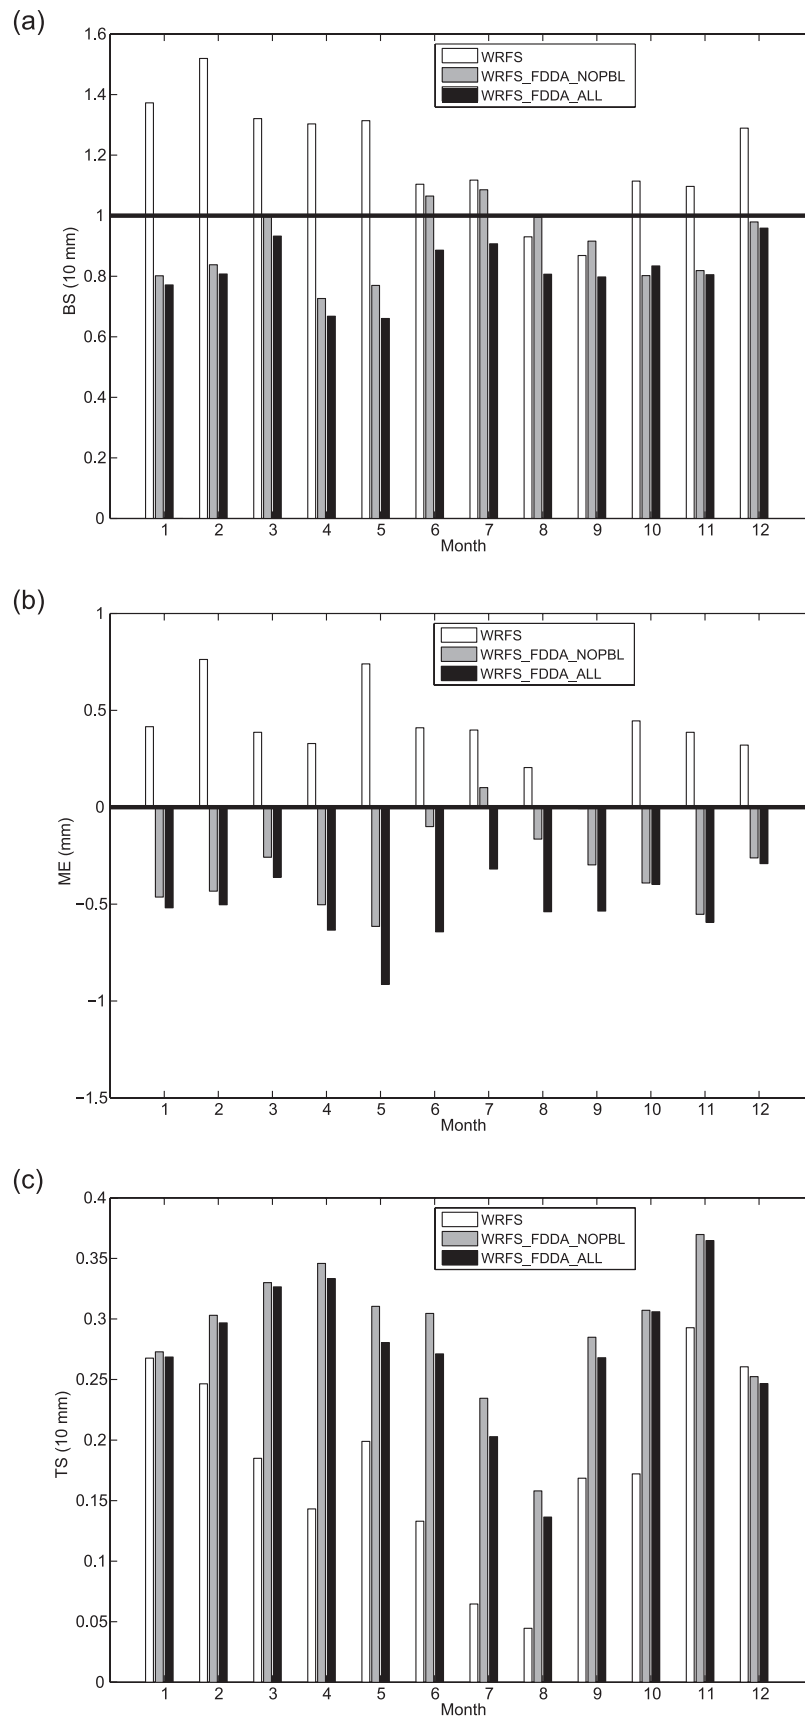 (a)
1.6
1.4
1.2
1
0.8
0.6
0.4
0.2
0
BS (10 mm)
WRFS
WRFS_FDDA_NOPBL
WRFS_FDDA_ALL
1 2 3 4 5 6 7 8 9 10 11 12
Month
(b)
1
0.5
0
−0.5
−1
−1.5
ME (mm)
WRFS
WRFS_FDDA_NOPBL
WRFS_FDDA_ALL
1 2 3 4 5 6 7 8 9 10 11 12
Month
(c)
0.4
0.35
0.3
0.25
0.2
0.15
0.1
0.05
0
TS (10 mm)
WRFS
WRFS_FDDA_NOPBL
WRFS_FDDA_ALL
1 2 3 4 5 6 7 8 9 10 11 12
Month